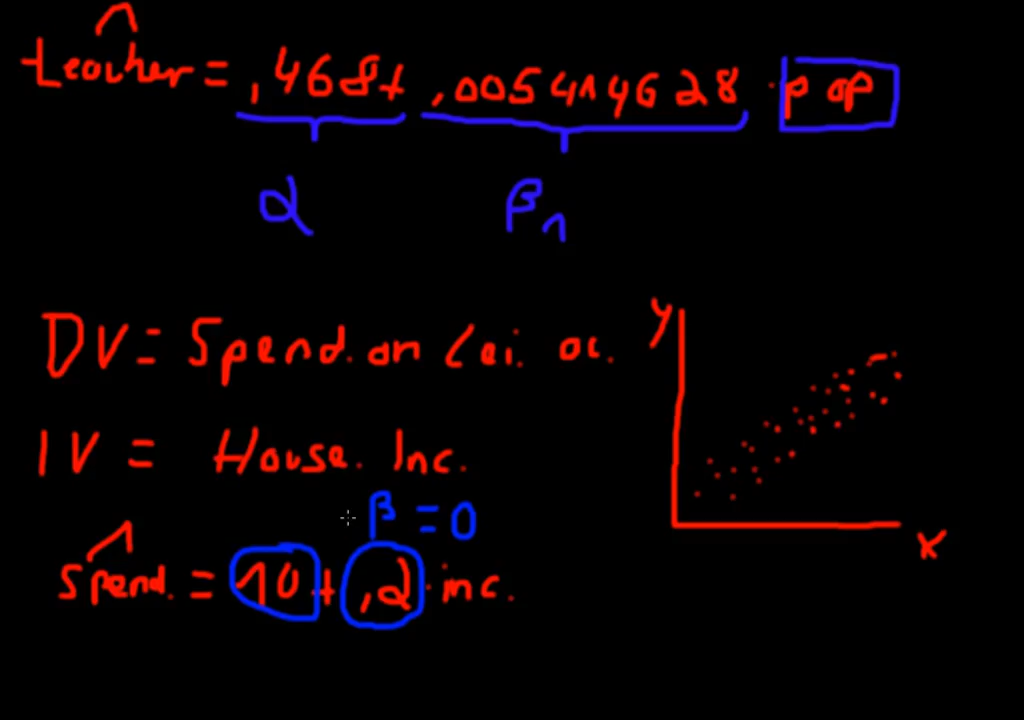 teacher = ,468 + ,005414628 · pop
α β1
DV = Spend. on Lei. ac.
y
IV = House. Inc.
β = 0
Spend. = 10 + ,2 · inc.
x